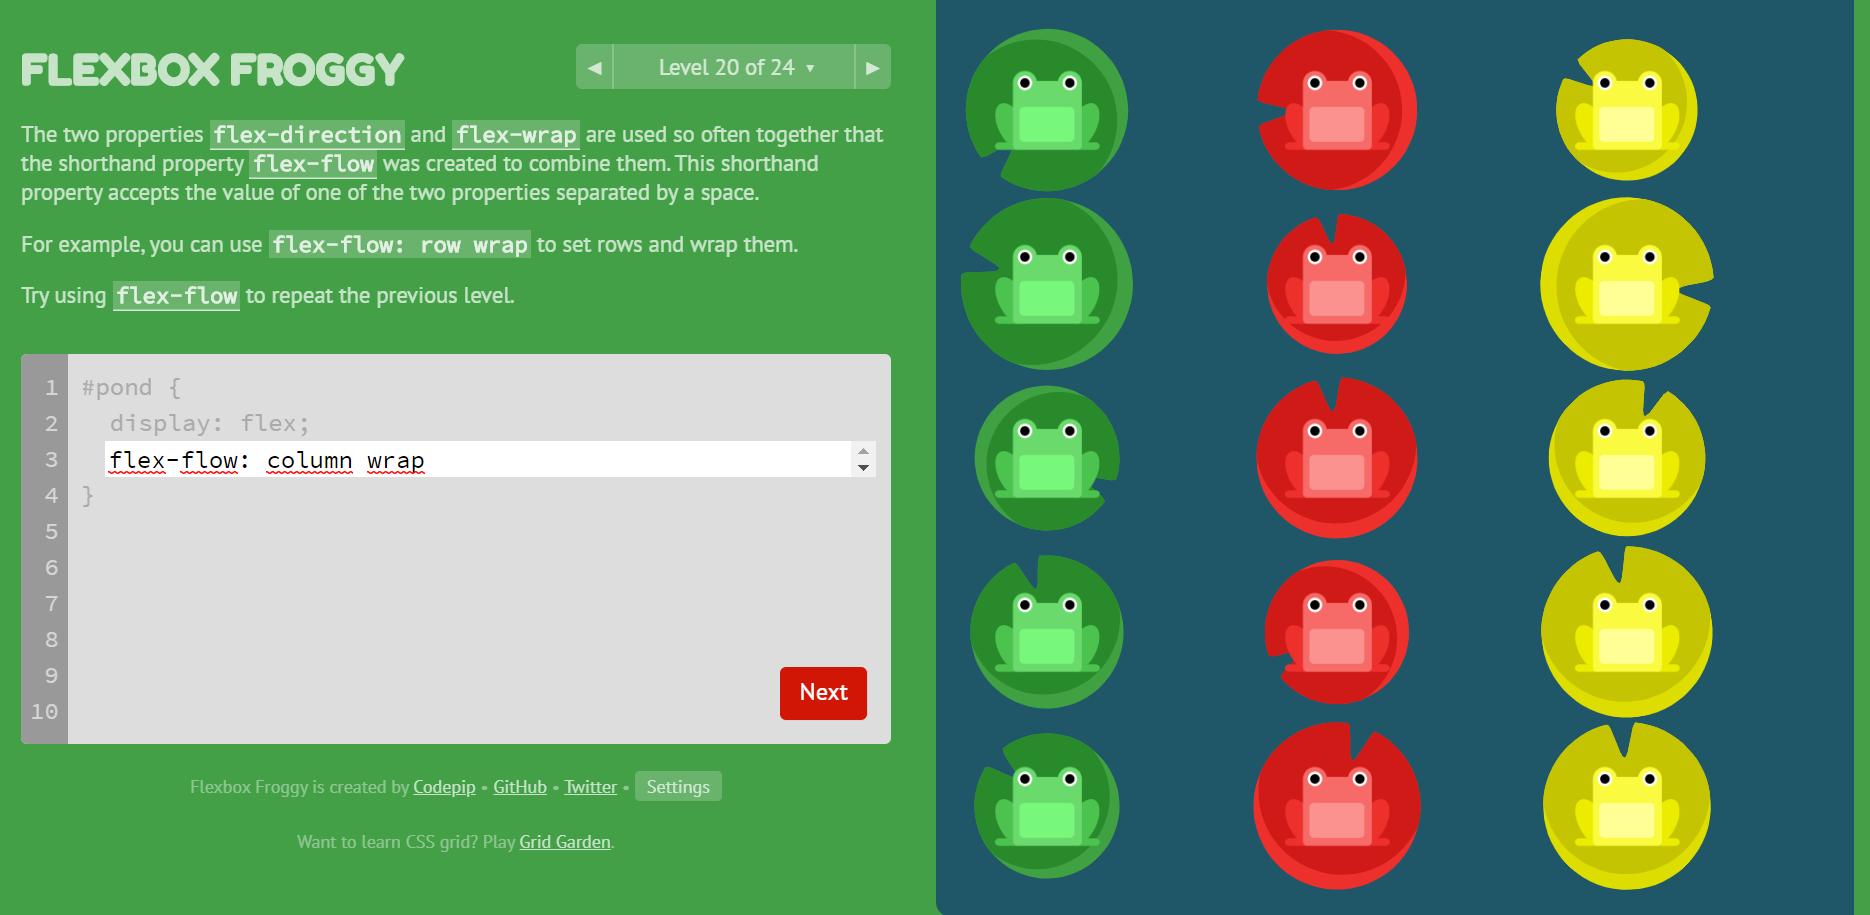 FLEXBOX FROGGY
◀ Level 20 of 24 ▾ ▶
The two properties flex-direction and flex-wrap are used so often together that
the shorthand property flex-flow was created to combine them. This shorthand
property accepts the value of one of the two properties separated by a space.
For example, you can use flex-flow: row wrap to set rows and wrap them.
Try using flex-flow to repeat the previous level.
1 #pond {
2 display: flex;
3 flex-flow: column wrap
4 }
5
6
7
8
9
10
Next
Flexbox Froggy is created by Codepip • GitHub • Twitter • Settings
Want to learn CSS grid? Play Grid Garden.